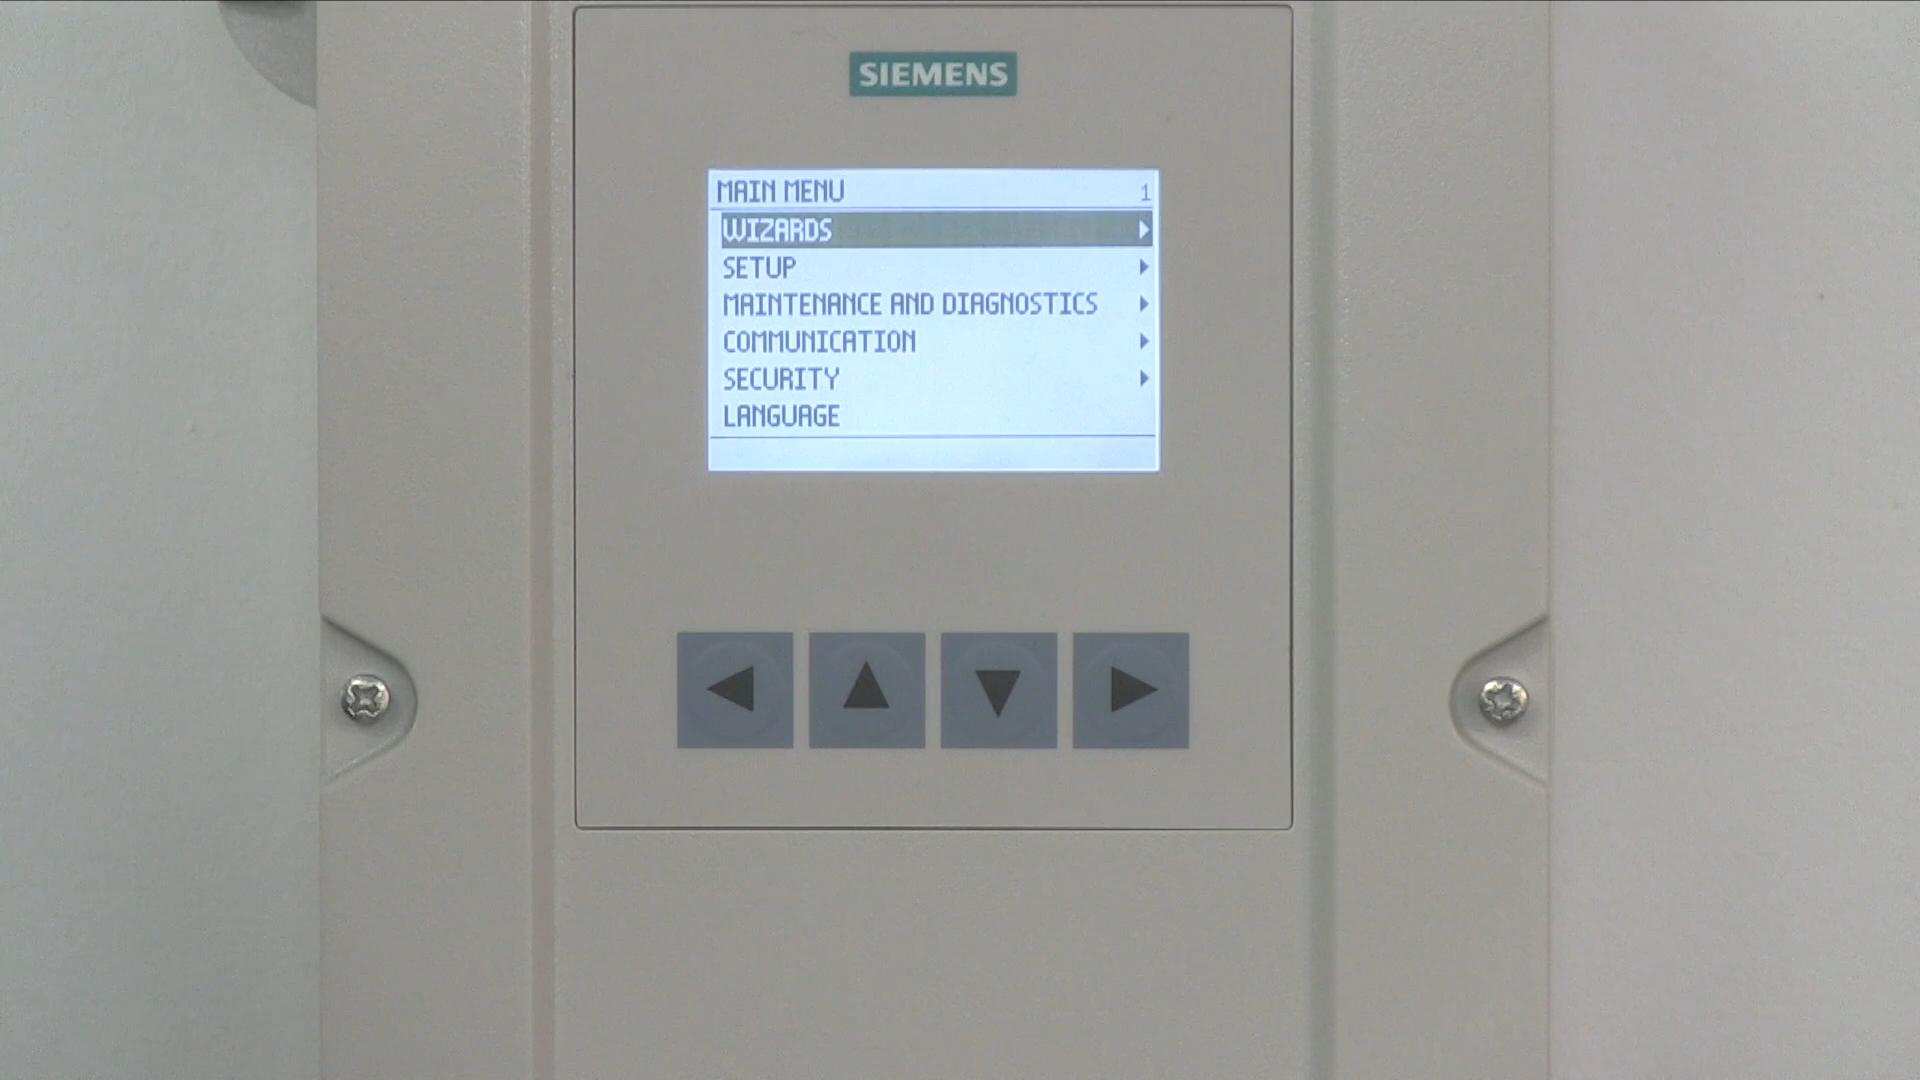 SIEMENS
MAIN MENU 1
WIZARDS
SETUP
MAINTENANCE AND DIAGNOSTICS
COMMUNICATION
SECURITY
LANGUAGE